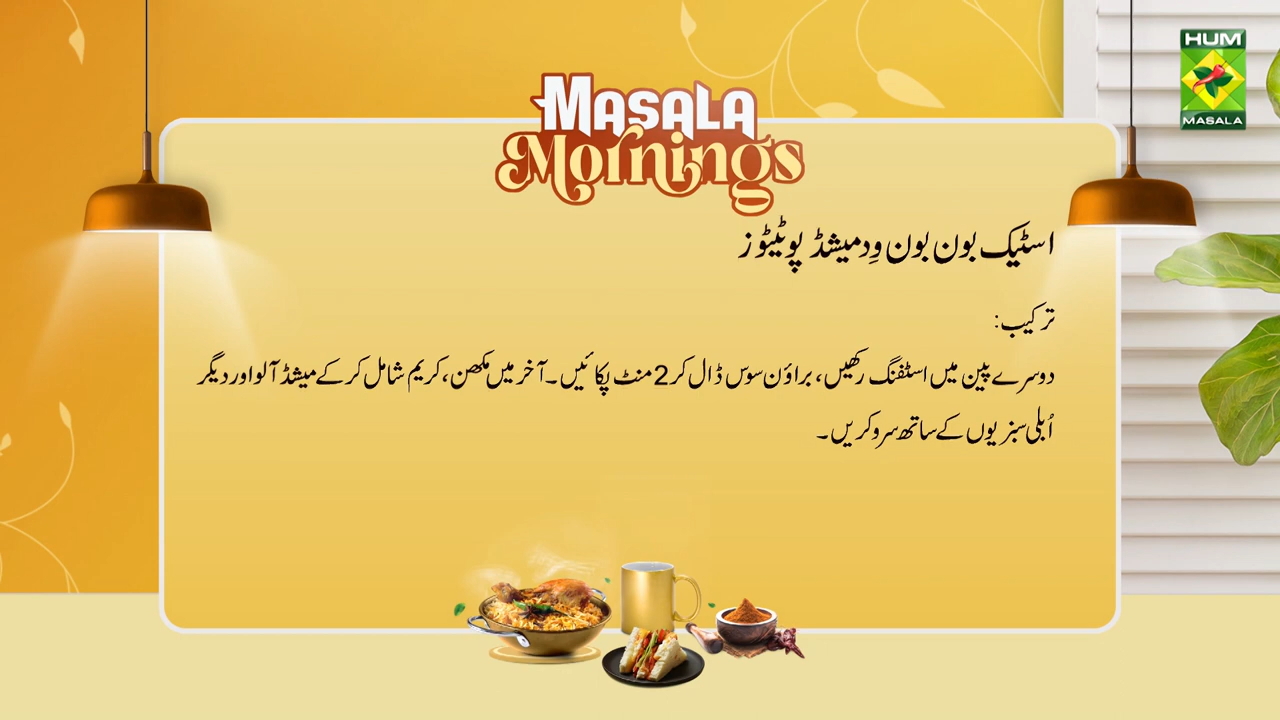 HUM
MASALA
MASALA
Mornings
اسٹیک بون بون وِد میشڈ پوٹیٹوز
ترکیب:
دوسرے پین میں اسٹفنگ رکھیں، براؤن سوس ڈال کر 2 منٹ پکائیں۔ آخر میں مکھن، کریم شامل کر کے میشڈ آلو اور دیگر
اُبلی سبزیوں کے ساتھ سرو کریں۔